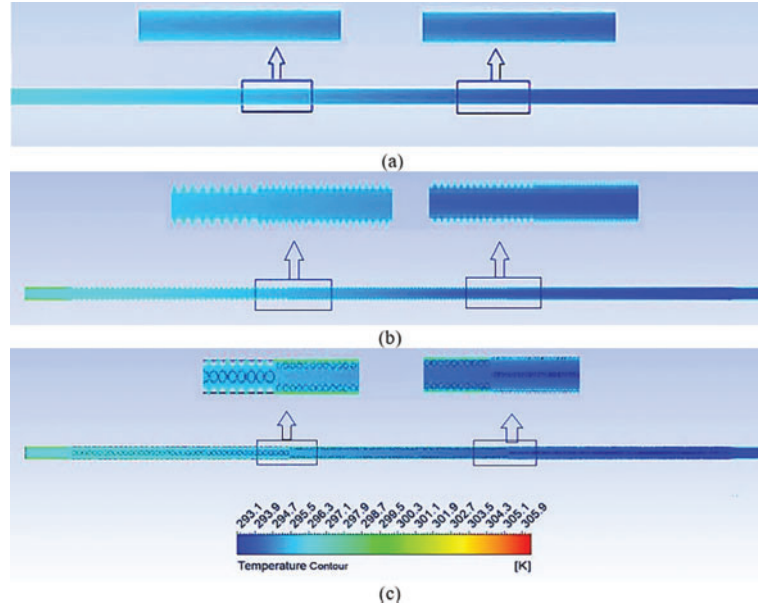 (a)
(b)
293.1 293.9 294.7 295.5 296.3 297.1 297.9 298.7 299.5 300.3 301.1 301.9 302.7 303.5 304.3 305.1 305.9
Temperature Contour [K]
(c)